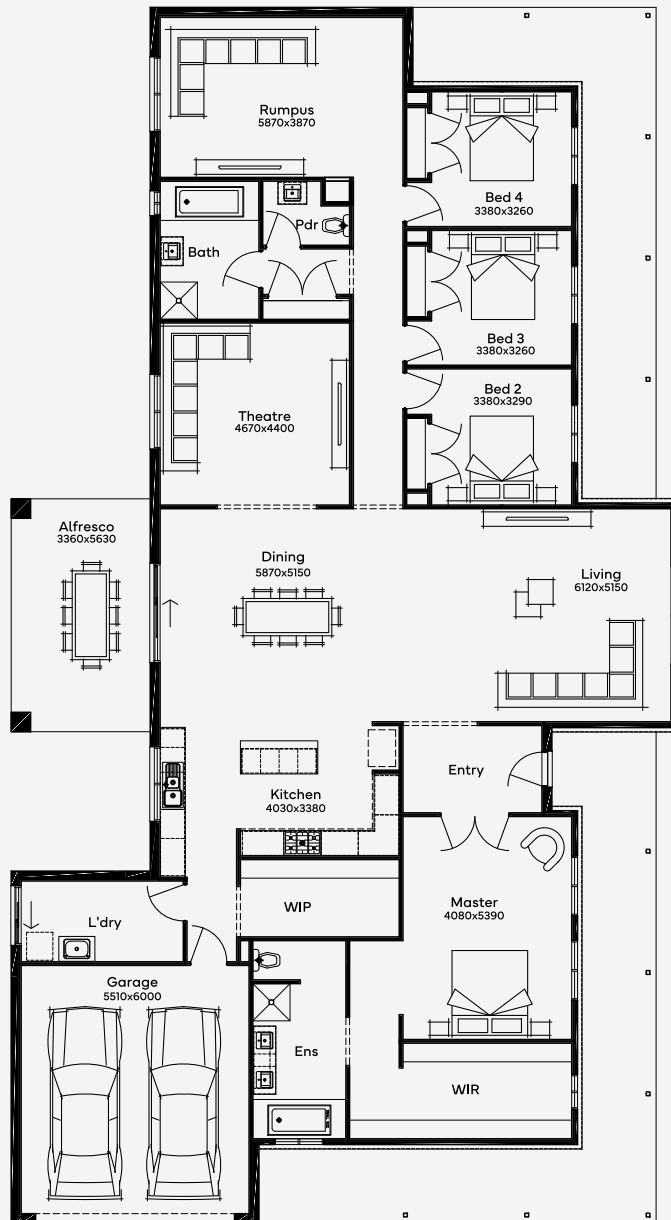 Rumpus
5870x3870
Bed 4
3380x3260
Pdr
Bath
Bed 3
3380x3260
Bed 2
3380x3290
Theatre
4670x4400
Alfresco
3360x5630
Dining
5870x5150
Living
6120x5150
Entry
Kitchen
4030x3380
WIP
Master
4080x5390
L'dry
Garage
5510x6000
Ens
WIR